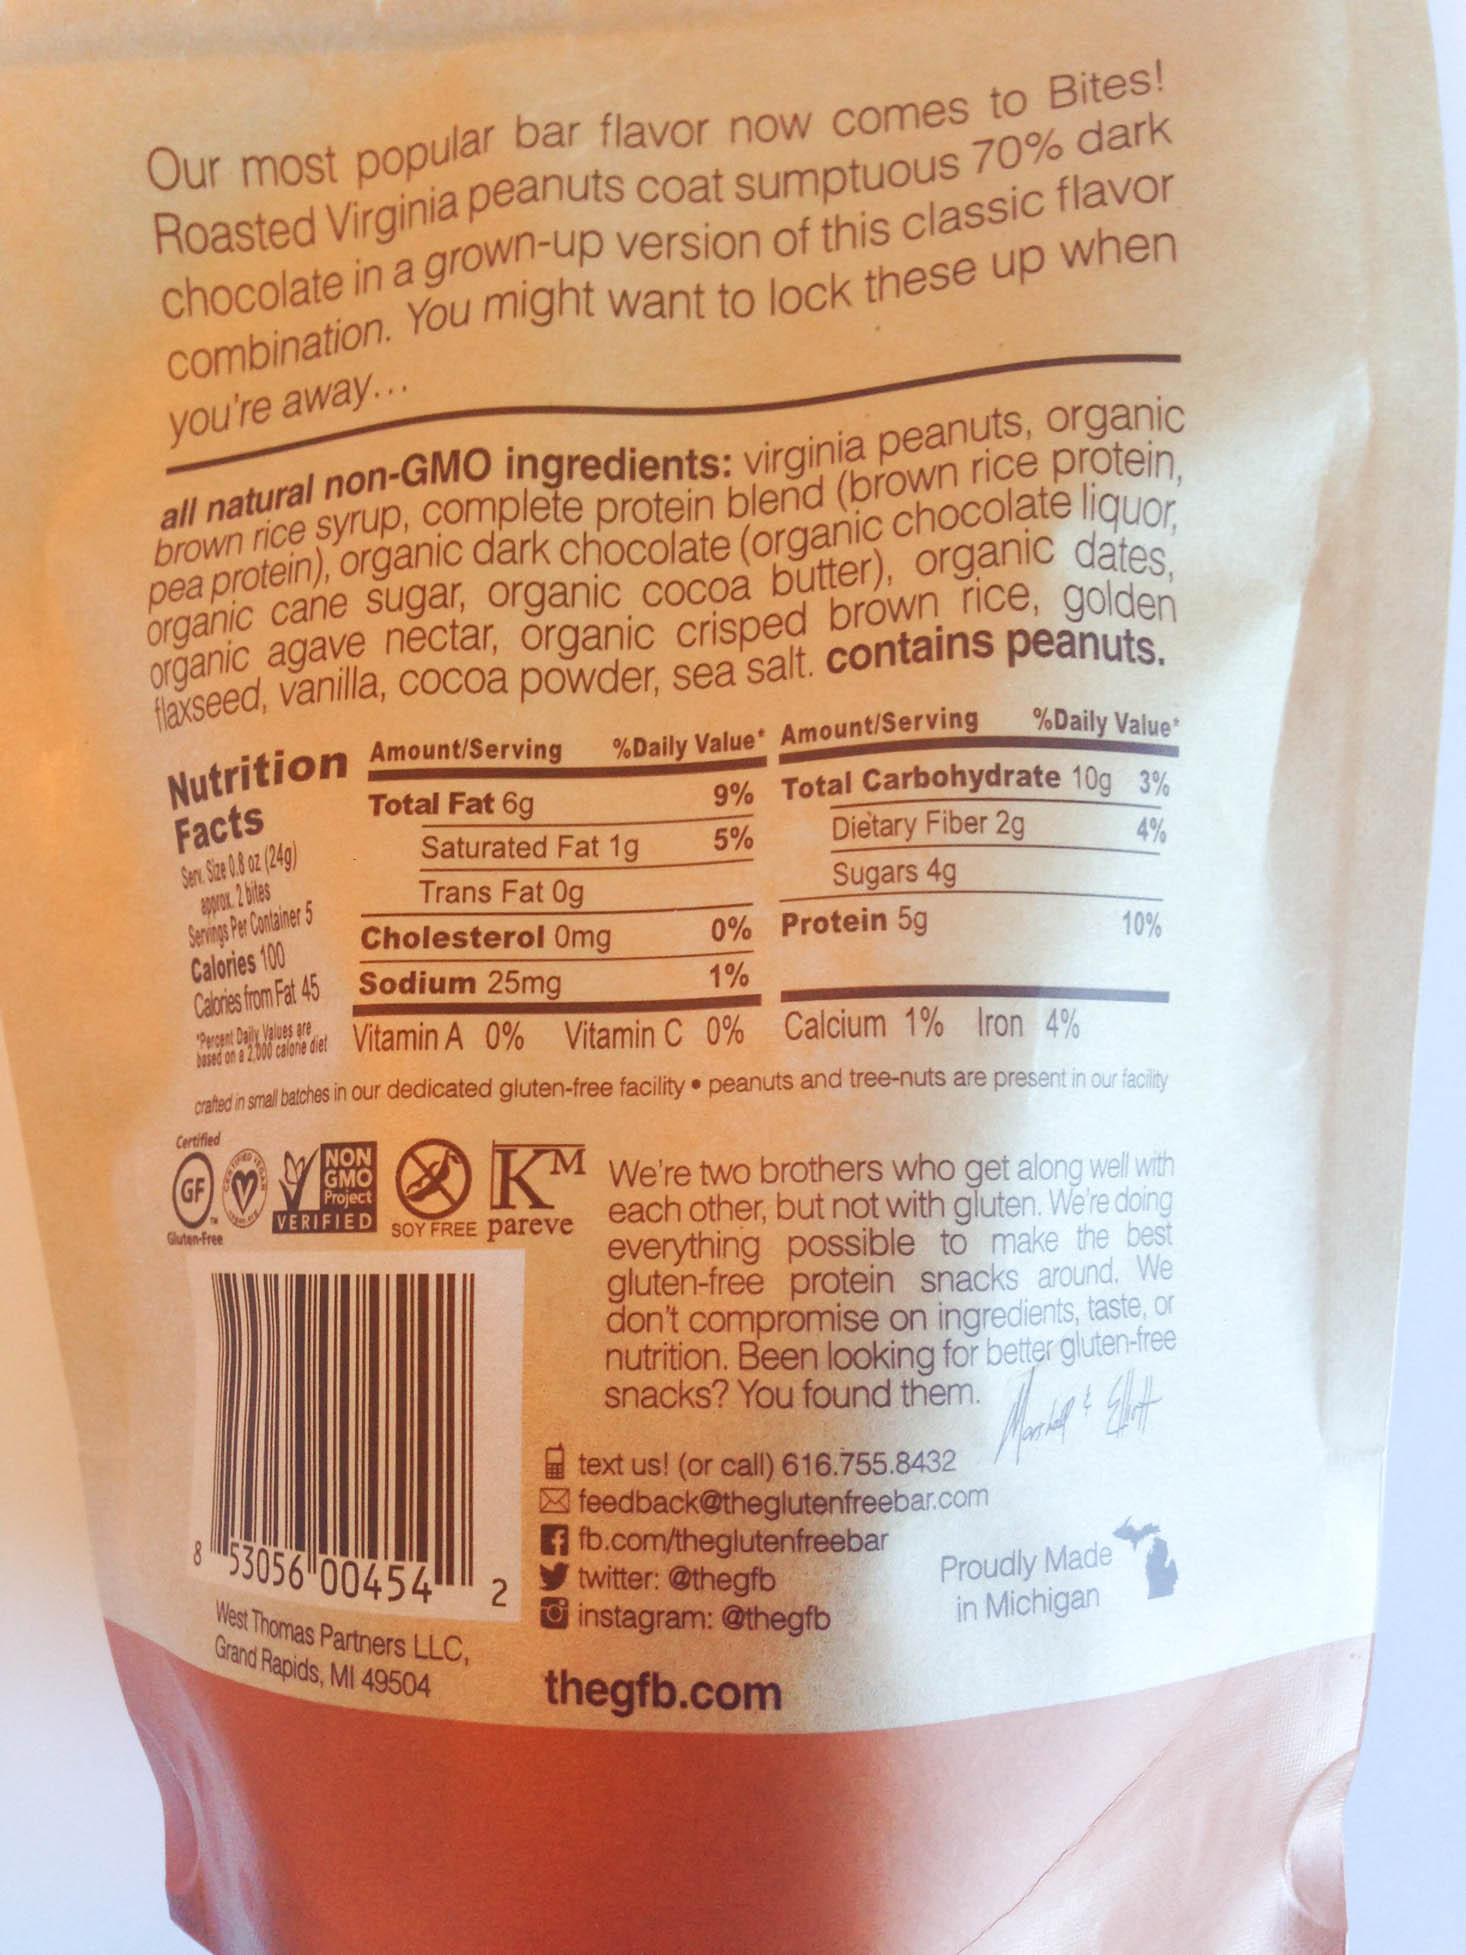 Our most popular bar flavor now comes to Bites!
Roasted Virginia peanuts coat sumptuous 70% dark
chocolate in a grown-up version of this classic flavor
combination. You might want to lock these up when
you're away...
all natural non-GMO ingredients: virginia peanuts, organic
brown rice syrup, complete protein blend (brown rice protein,
pea protein), organic dark chocolate (organic chocolate liquor,
organic cane sugar, organic cocoa butter), organic dates,
organic agave nectar, organic crisped brown rice, golden
flaxseed, vanilla, cocoa powder, sea salt. contains peanuts.
Nutrition
Facts
Serv. Size 0.8 oz (24g)
approx. 2 bites
Servings Per Container 5
Calories 100
Calories from Fat 45
*Percent Daily Values are
based on a 2,000 calorie diet
Amount/Serving %Daily Value*
Total Fat 6g 9%
Saturated Fat 1g 5%
Trans Fat 0g
Cholesterol 0mg 0%
Sodium 25mg 1%
Amount/Serving %Daily Value*
Total Carbohydrate 10g 3%
Dietary Fiber 2g 4%
Sugars 4g
Protein 5g 10%
Vitamin A 0% Vitamin C 0% Calcium 1% Iron 4%
crafted in small batches in our dedicated gluten-free facility • peanuts and tree-nuts are present in our facility
Certified
GF
TM
Gluten-Free
CERTIFIED VEGAN
vegan.org
NON
GMO
Project
VERIFIED
SOY FREE
KM
pareve
We're two brothers who get along well with
each other, but not with gluten. We're doing
everything possible to make the best
gluten-free protein snacks around. We
don't compromise on ingredients, taste, or
nutrition. Been looking for better gluten-free
snacks? You found them.
Marshall & Elliott
text us! (or call) 616.755.8432
feedback@theglutenfreebar.com
fb.com/theglutenfreebar
twitter: @thegfb
instagram: @thegfb
Proudly Made
in Michigan
8 53056 00454 2
West Thomas Partners LLC,
Grand Rapids, MI 49504
thegfb.com